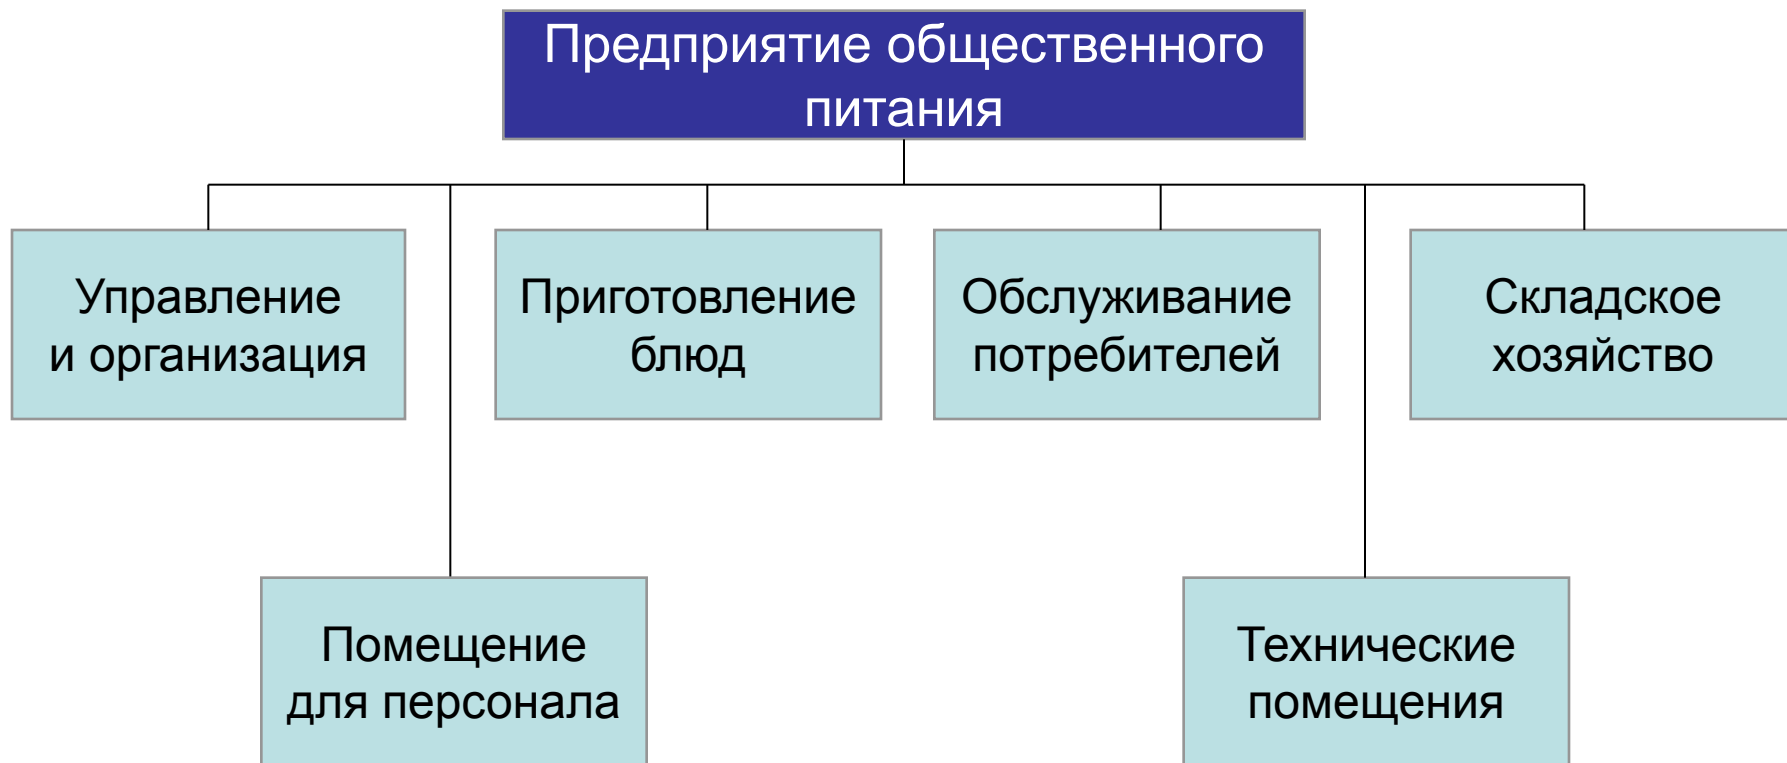 Предприятие общественного
питания
Управление
и организация
Приготовление
блюд
Обслуживание
потребителей
Складское
хозяйство
Помещение
для персонала
Технические
помещения